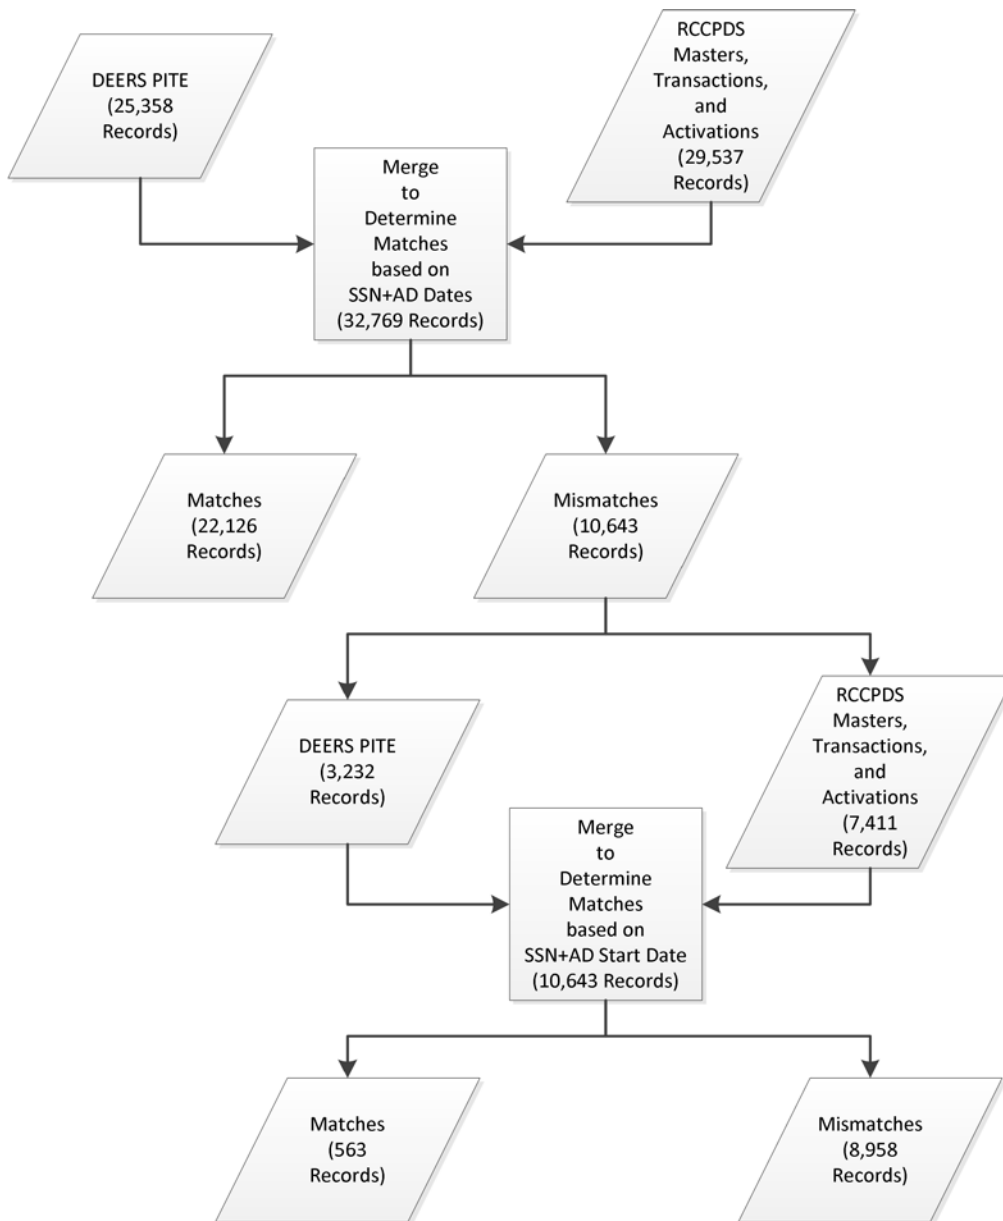 DEERS PITE
(25,358
Records)
RCCPDS
Masters,
Transactions,
and
Activations
(29,537
Records)
Merge
to
Determine
Matches
based on
SSN+AD Dates
(32,769 Records)
Matches
(22,126
Records)
Mismatches
(10,643
Records)
DEERS PITE
(3,232
Records)
RCCPDS
Masters,
Transactions,
and
Activations
(7,411
Records)
Merge
to
Determine
Matches
based on
SSN+AD Start Date
(10,643 Records)
Matches
(563
Records)
Mismatches
(8,958
Records)